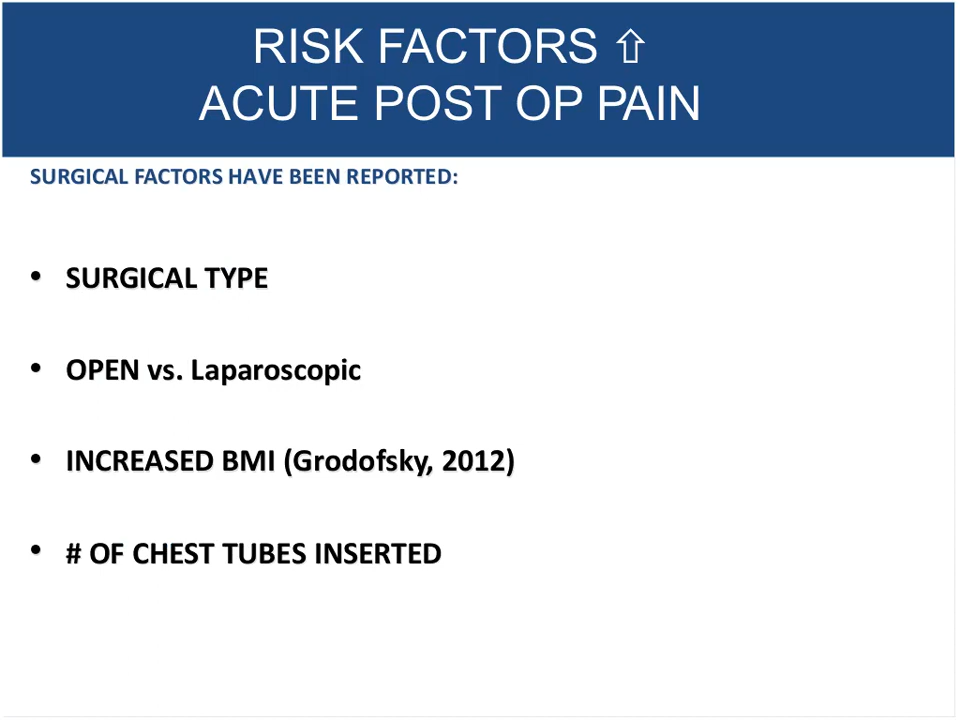 RISK FACTORS ⇧
ACUTE POST OP PAIN
SURGICAL FACTORS HAVE BEEN REPORTED:
• SURGICAL TYPE
• OPEN vs. Laparoscopic
• INCREASED BMI (Grodofsky, 2012)
• # OF CHEST TUBES INSERTED